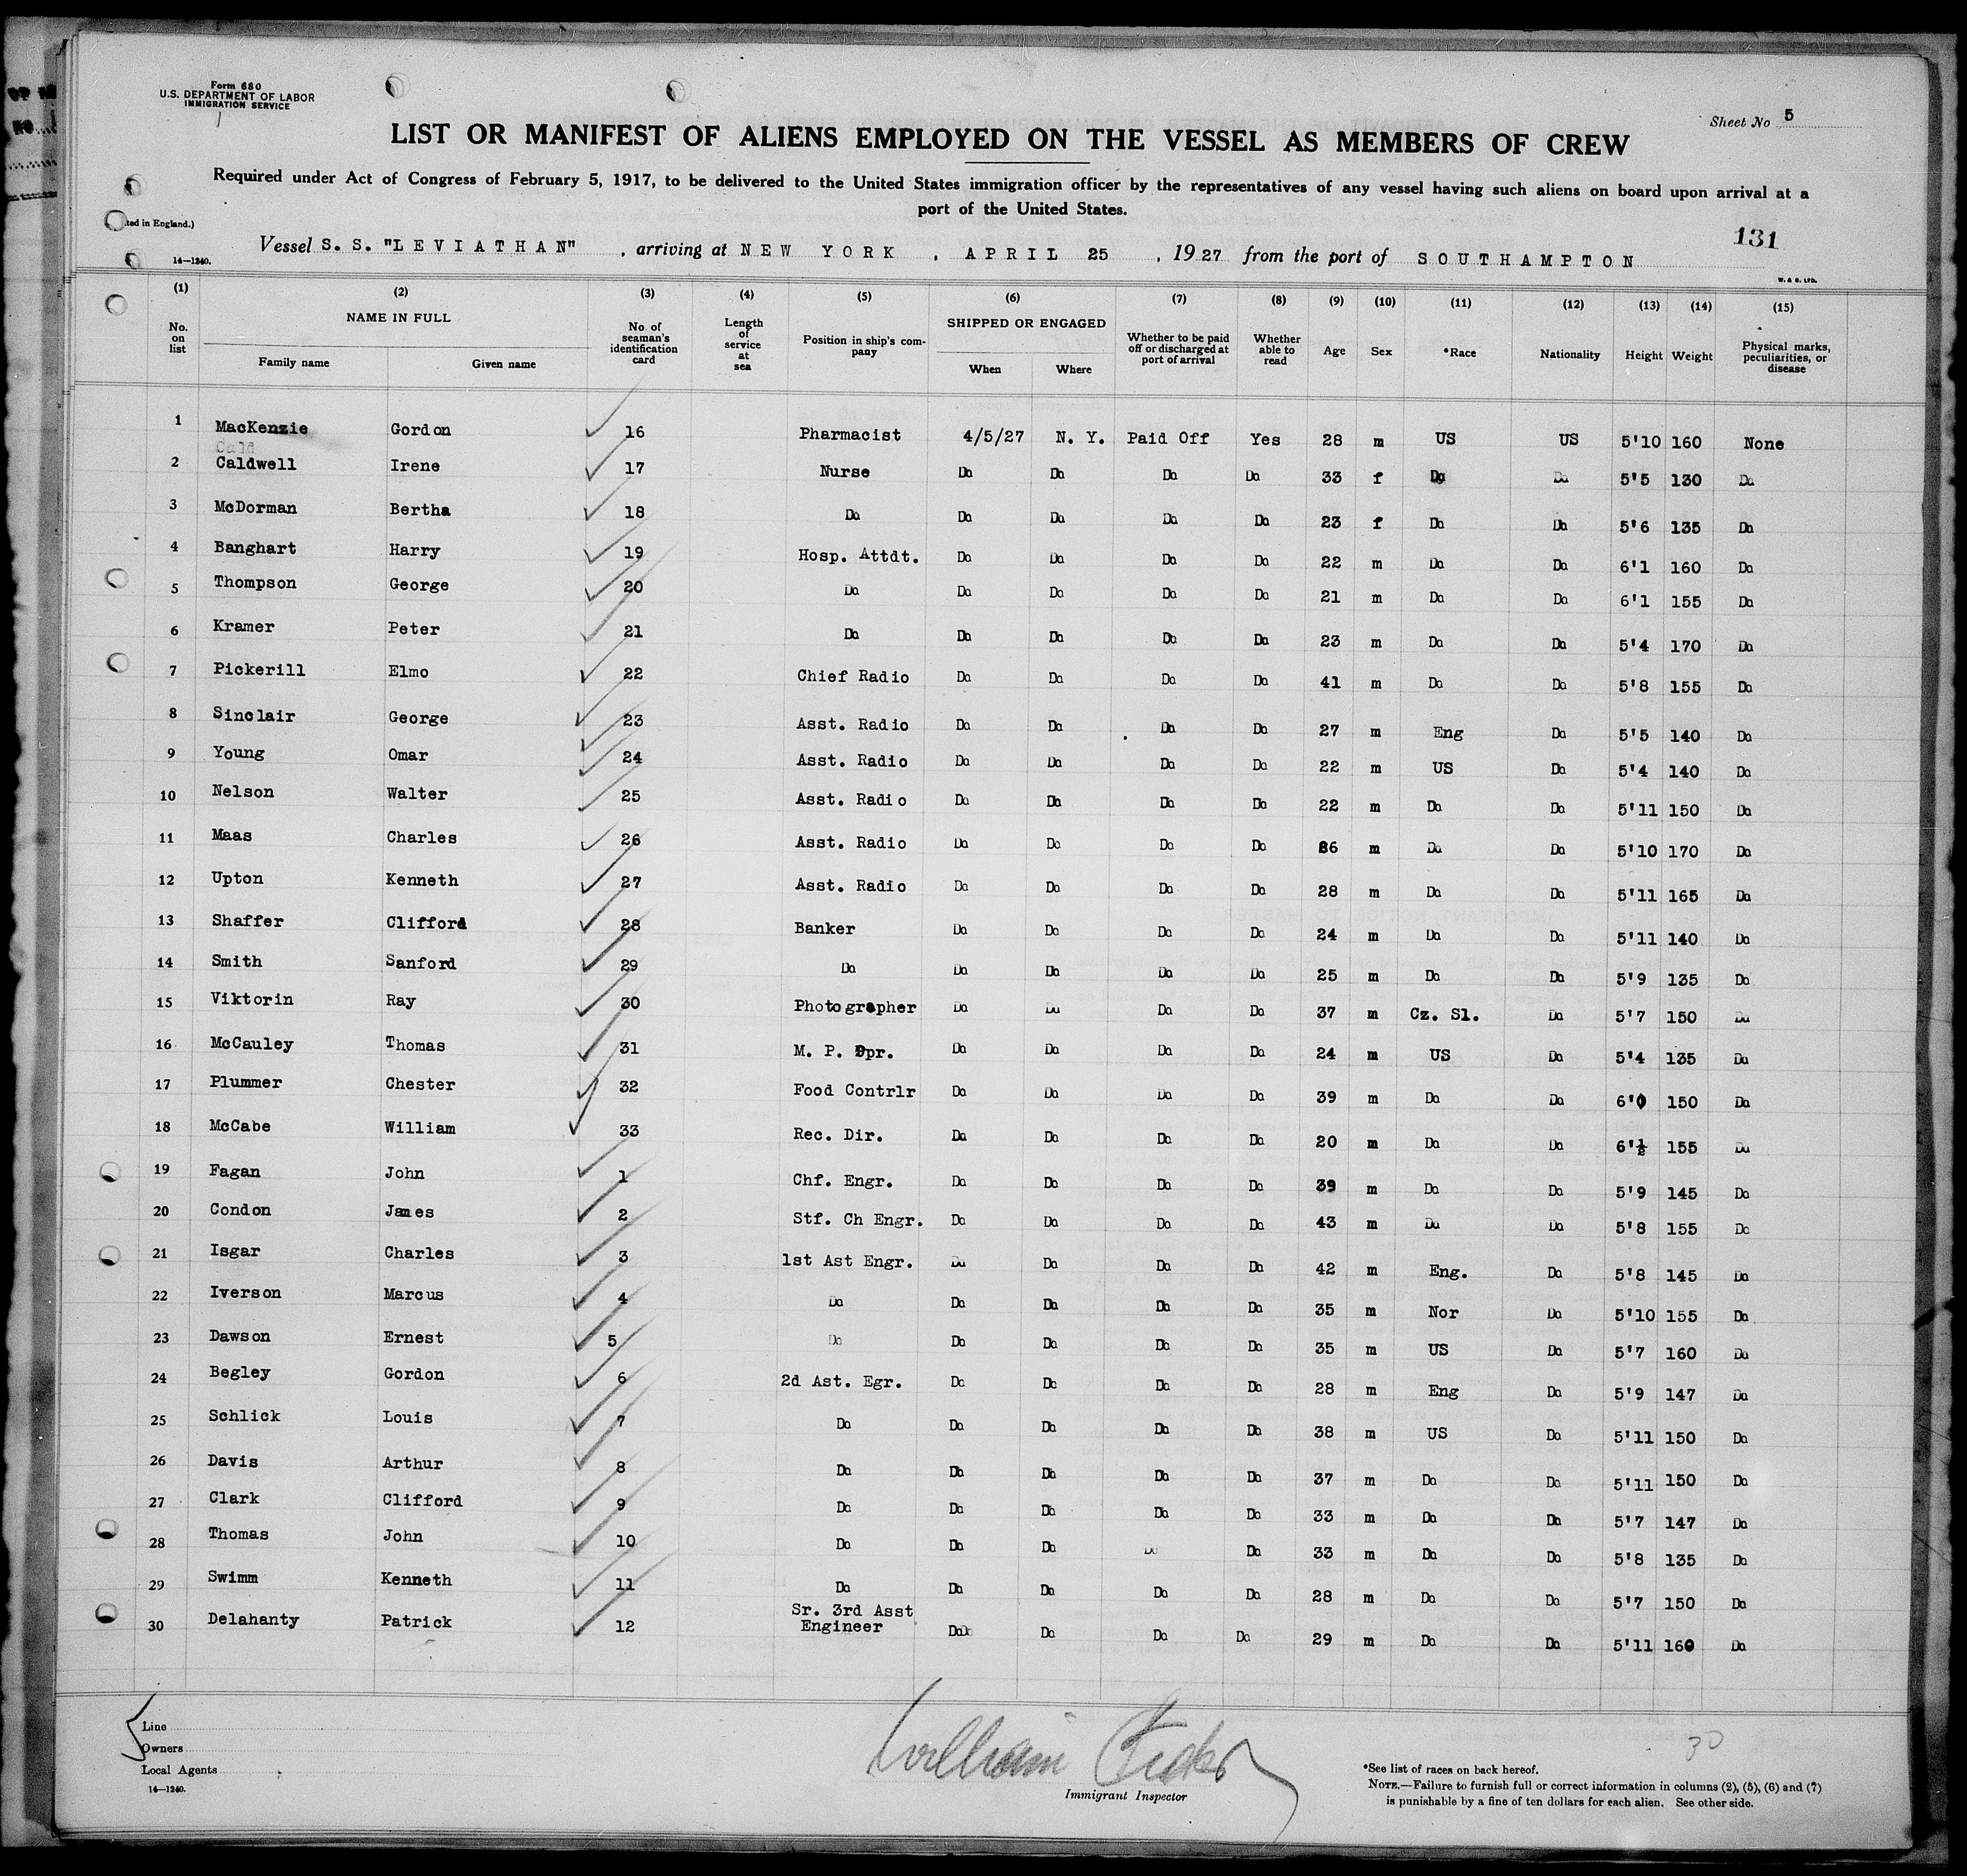 Form 680
U.S. DEPARTMENT OF LABOR
IMMIGRATION SERVICE
Sheet No 5
LIST OR MANIFEST OF ALIENS EMPLOYED ON THE VESSEL AS MEMBERS OF CREW
Required under Act of Congress of February 5, 1917, to be delivered to the United States immigration officer by the representatives of any vessel having such aliens on board upon arrival at a
port of the United States.
ted in England.)
131
Vessel S. S. "LEVIATHAN" , arriving at NEW YORK , APRIL 25 , 1927 from the port of SOUTHAMPTON
14—1240.
W. & S. LTD.
(1) (2) (3) (4) (5) (6) (7) (8) (9) (10) (11) (12) (13) (14) (15)
No. on list NAME IN FULL Family name Given name No. of seaman's identification card Length of service at sea Position in ship's company SHIPPED OR ENGAGED When Where Whether to be paid off or discharged at port of arrival Whether able to read Age Sex *Race Nationality Height Weight Physical marks, peculiarities, or disease
1 MacKenzie Gordon 16 Pharmacist 4/5/27 N. Y. Paid Off Yes 28 m US US 5'10 160 None
Cald
2 Caldwell Irene 17 Nurse Do Do Do Do 33 f Do Do 5'5 130 Do
3 McDorman Bertha 18 Do Do Do Do Do 23 f Do Do 5'6 135 Do
4 Banghart Harry 19 Hosp. Attdt. Do Do Do Do 22 m Do Do 6'1 160 Do
5 Thompson George 20 Do Do Do Do Do 21 m Do Do 6'1 155 Do
6 Kramer Peter 21 Do Do Do Do Do 23 m Do Do 5'4 170 Do
7 Pickerill Elmo 22 Chief Radio Do Do Do Do 41 m Do Do 5'8 155 Do
8 Sinclair George 23 Asst. Radio Do Do Do Do 27 m Eng Do 5'5 140 Do
9 Young Omar 24 Asst. Radio Do Do Do Do 22 m US Do 5'4 140 Do
10 Nelson Walter 25 Asst. Radio Do Do Do Do 22 m Do Do 5'11 150 Do
11 Maas Charles 26 Asst. Radio Do Do Do Do m Do Do 5'10 170 Do
12 Upton Kenneth 27 Asst. Radio Do Do Do Do 28 m Do Do 5'11 165 Do
13 Shaffer Clifford 28 Banker Do Do Do Do 24 m Do Do 5'11 140 Do
14 Smith Sanford 29 Do Do Do Do Do 25 m Do Do 5'9 135 Do
15 Viktorin Ray 30 Photographer Do Do Do Do 37 m Cz. Sl. Do 5'7 150 Do
16 McCauley Thomas 31 M. P. Opr. Do Do Do Do 24 m US Do 5'4 135 Do
17 Plummer Chester 32 Food Contrlr Do Do Do Do 39 m Do Do 6'0 150 Do
18 McCabe William 33 Rec. Dir. Do Do Do Do 20 m Do Do 6'½ 155 Do
19 Fagan John 1 Chf. Engr. Do Do Do Do 39 m Do Do 5'9 145 Do
20 Condon James 2 Stf. Ch Engr. Do Do Do Do 43 m Do Do 5'8 155 Do
21 Isgar Charles 3 1st Ast Engr. Do Do Do Do 42 m Eng. Do 5'8 145 Do
22 Iverson Marcus 4 Do Do Do Do Do 35 m Nor Do 5'10 155 Do
23 Dawson Ernest 5 Do Do Do Do Do 35 m US Do 5'7 160 Do
24 Begley Gordon 6 2d Ast. Egr. Do Do Do Do 28 m Eng Do 5'9 147 Do
25 Schlick Louis 7 Do Do Do Do Do 38 m US Do 5'11 150 Do
26 Davis Arthur 8 Do Do Do Do Do 37 m Do Do 5'11 150 Do
27 Clark Clifford 9 Do Do Do Do Do 33 m Do Do 5'7 147 Do
28 Thomas John 10 Do Do Do Do Do 33 m Do Do 5'8 135 Do
29 Swimm Kenneth 11 Do Do Do Do Do 28 m Do Do 5'7 150 Do
30 Delahanty Patrick 12 Sr. 3rd Asst Engineer Do Do Do Do 29 m Do Do 5'11 160 Do
Line
Owners
Local Agents
14—1240.
William
Immigrant Inspector
30
*See list of races on back hereof.
NOTE.—Failure to furnish full or correct information in columns (2), (5), (6) and (7)
is punishable by a fine of ten dollars for each alien. See other side.